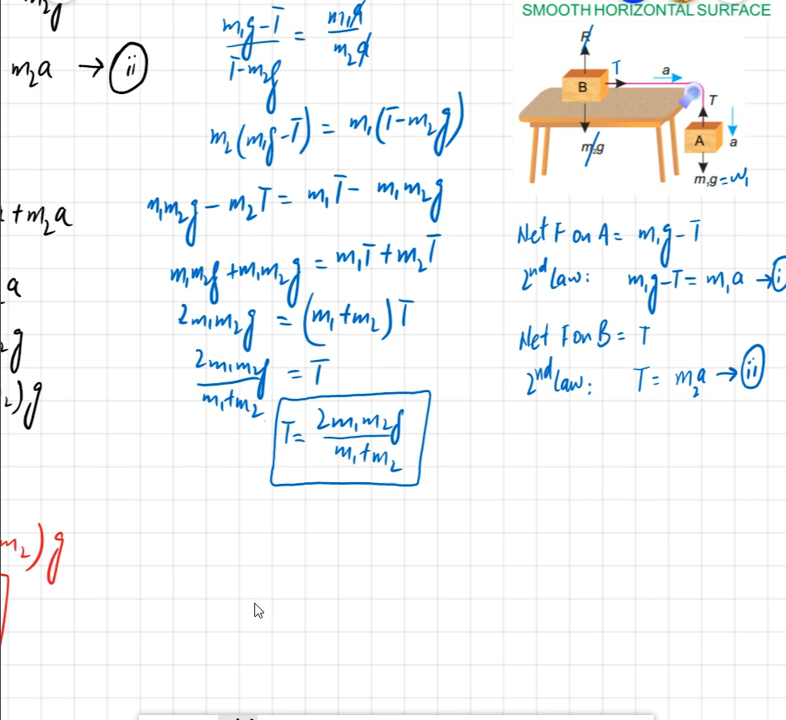 2g
m₂a → (ii)
+m₂a
a
g
₂)g
m₂)g
m₁g-T / T-m₂g = m₁a / m₂a
m₂(m₁g-T) = m₁(T-m₂g)
m₁m₂g - m₂T = m₁T - m₁m₂g
m₁m₂g + m₁m₂g = m₁T + m₂T
2m₁m₂g = (m₁+m₂)T
2m₁m₂g / m₁+m₂ = T
T = 2m₁m₂g / m₁+m₂
SMOOTH HORIZONTAL SURFACE
T
a
B
T
A
a
m₂g
m₁g=W₁
Net F on A = m₁g-T
2nd law: m₁g-T = m₁a → (i
Net F on B = T
2nd law: T = m₂a → (ii)